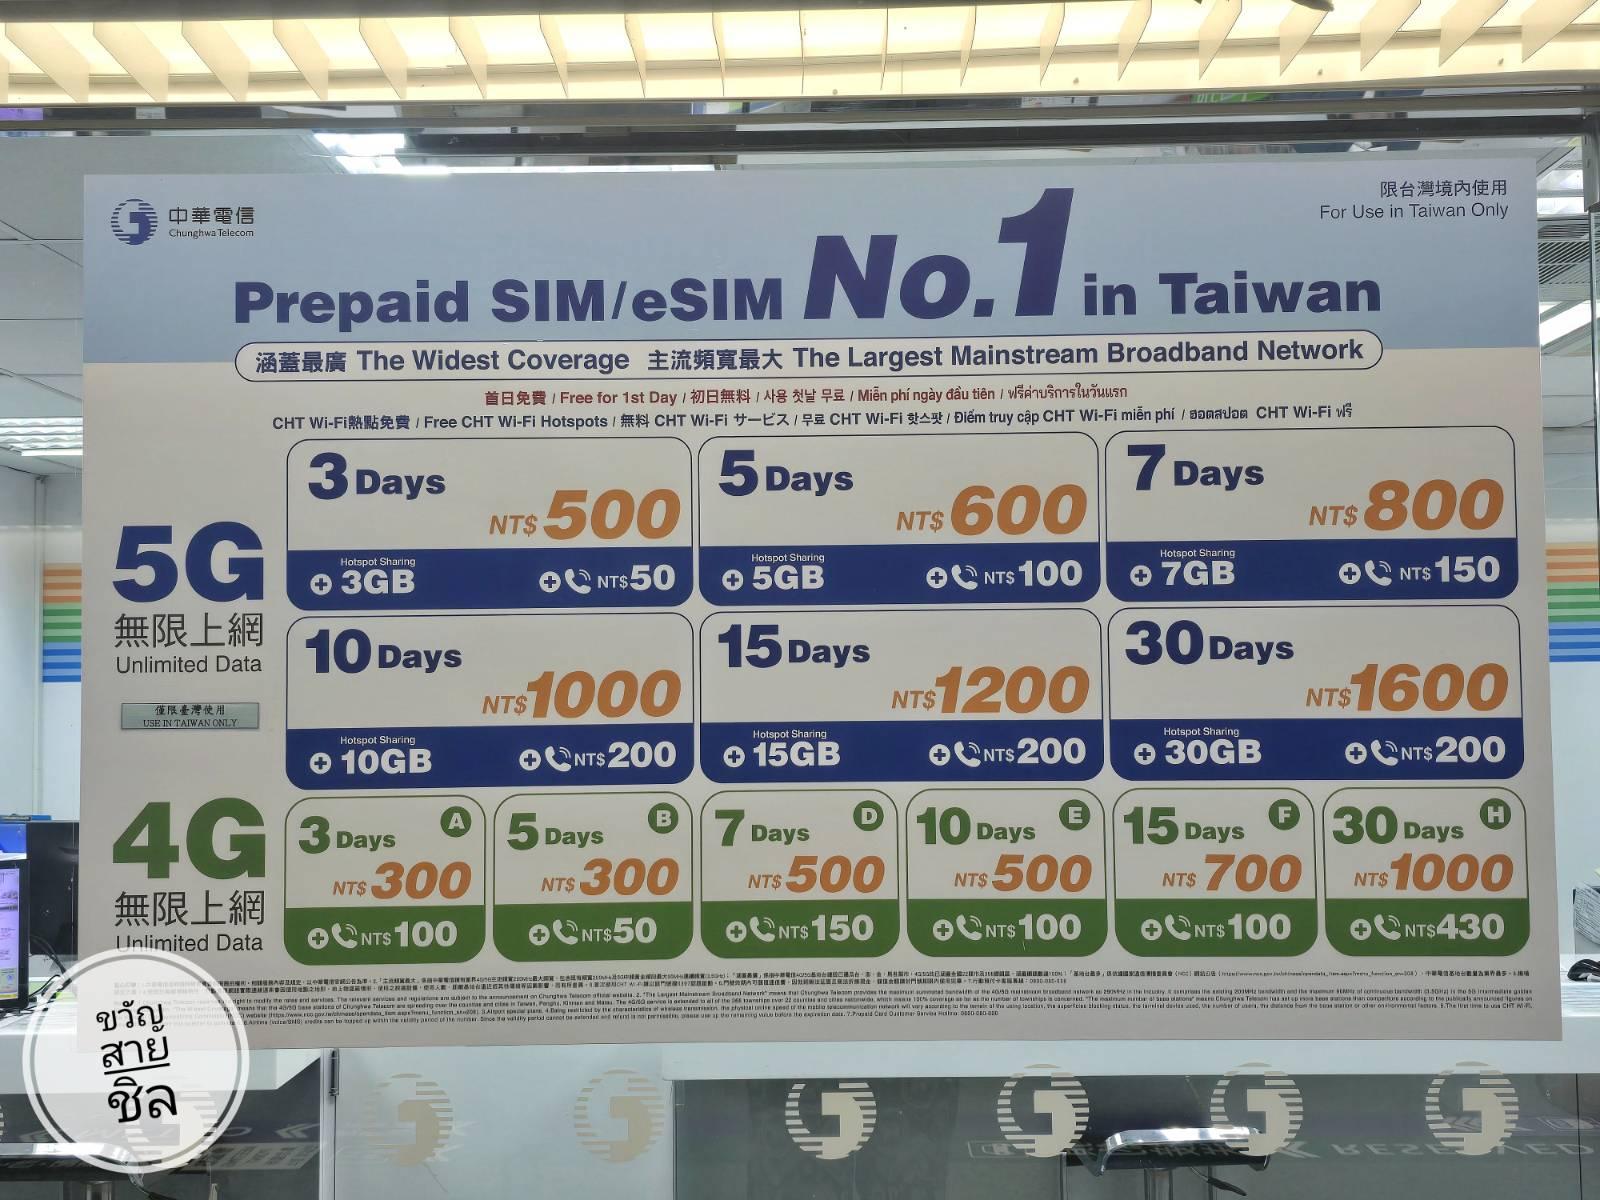 中華電信
Chunghwa Telecom
限台灣境內使用
For Use in Taiwan Only
Prepaid SIM/eSIM No.1 in Taiwan
涵蓋最廣 The Widest Coverage 主流頻寬最大 The Largest Mainstream Broadband Network
首日免費 / Free for 1st Day / 初日無料 / 사용 첫날 무료 / Miễn phí ngày đầu tiên / ฟรีค่าบริการในวันแรก
CHT Wi-Fi熱點免費 / Free CHT Wi-Fi Hotspots / 無料 CHT Wi-Fi サービス / 무료 CHT Wi-Fi 핫스팟 / Điểm truy cập CHT Wi-Fi miễn phí / ฮอตสปอต CHT Wi-Fi ฟรี
5G
無限上網
Unlimited Data
僅限臺灣使用
USE IN TAIWAN ONLY
3 Days
NT$500
Hotspot Sharing
+ 3GB
+ NT$50
5 Days
NT$600
Hotspot Sharing
+ 5GB
+ NT$100
7 Days
NT$800
Hotspot Sharing
+ 7GB
+ NT$150
10 Days
NT$1000
Hotspot Sharing
+ 10GB
+ NT$200
15 Days
NT$1200
Hotspot Sharing
+ 15GB
+ NT$200
30 Days
NT$1600
Hotspot Sharing
+ 30GB
+ NT$200
4G
無限上網
Unlimited Data
3 Days A
NT$300
+ NT$100
5 Days B
NT$300
+ NT$50
7 Days D
NT$500
+ NT$150
10 Days E
NT$500
+ NT$100
15 Days F
NT$700
+ NT$100
30 Days H
NT$1000
+ NT$430
ขวัญ
สาย
ชิล
RESERVED